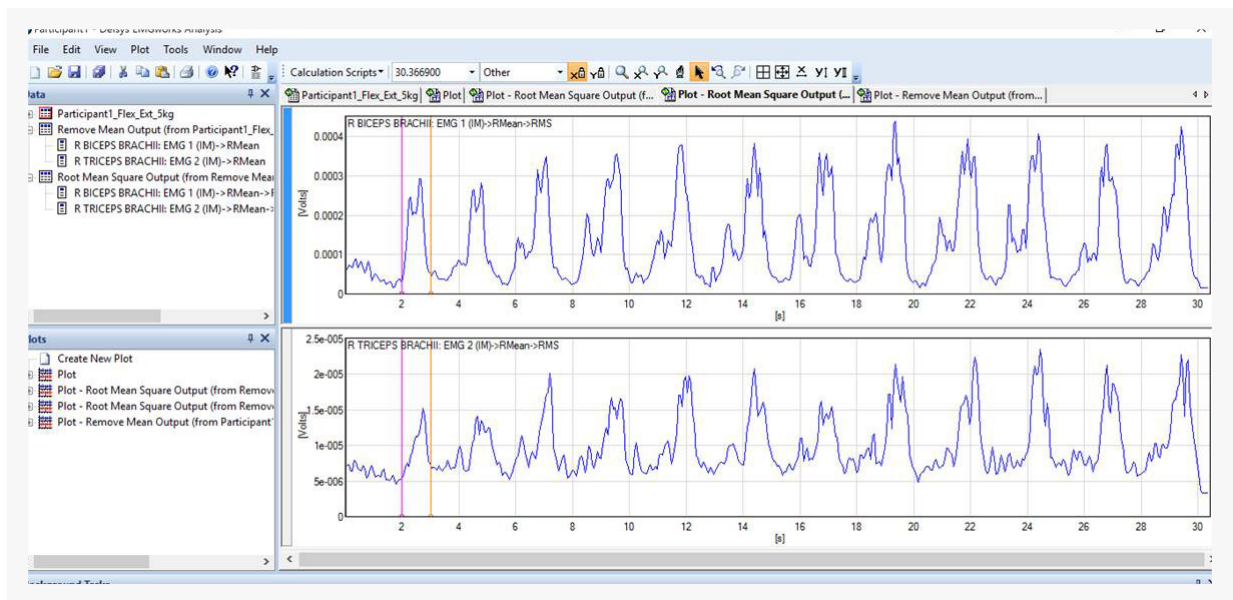 Participant1 - Delsys EMGworks Analysis
File Edit View Plot Tools Window Help
Calculation Scripts 30.366900 Other
Data
Participant1_Flex_Ext_5kg
Remove Mean Output (from Participant1_Flex_
R BICEPS BRACHII: EMG 1 (IM)->RMean
R TRICEPS BRACHII: EMG 2 (IM)->RMean
Root Mean Square Output (from Remove Mea
R BICEPS BRACHII: EMG 1 (IM)->RMean->
R TRICEPS BRACHII: EMG 2 (IM)->RMean->
Plots
Create New Plot
Plot
Plot - Root Mean Square Output (from Remov
Plot - Root Mean Square Output (from Remov
Plot - Remove Mean Output (from Participant
Participant1_Flex_Ext_5kg Plot Plot - Root Mean Square Output (f... Plot - Root Mean Square Output (... Plot - Remove Mean Output (from...
R BICEPS BRACHII: EMG 1 (IM)->RMean->RMS
[Volts]
0.0004
0.0003
0.0002
0.0001
0
2 4 6 8 10 12 14 16 18 20 22 24 26 28 30
[s]
R TRICEPS BRACHII: EMG 2 (IM)->RMean->RMS
[Volts]
2.5e-005
2e-005
1.5e-005
1e-005
5e-006
0
2 4 6 8 10 12 14 16 18 20 22 24 26 28 30
[s]